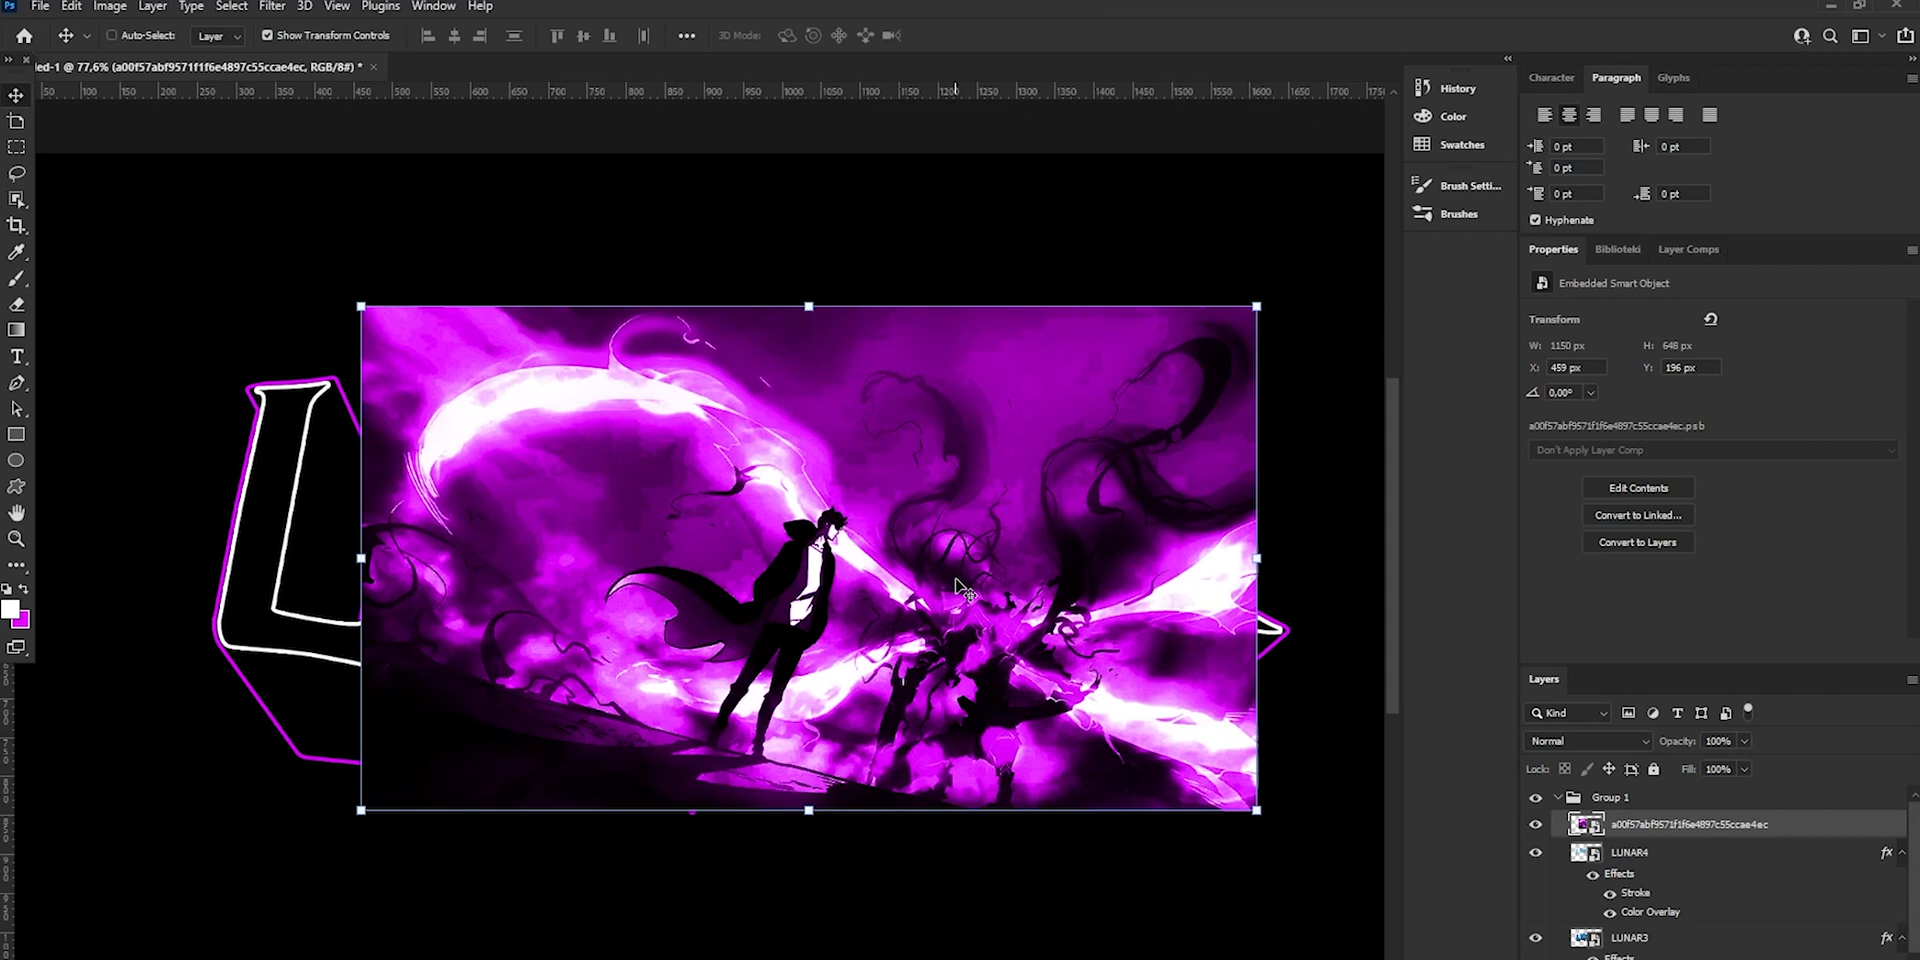 Ps File Edit Image Layer Type Select Filter 3D View Plugins Window Help
Auto-Select: Layer Show Transform Controls 3D Mode:
led-1 @ 77,6% (a00f57abf9571f1f6e4897c55ccae4ec, RGB/8#) * ×
50 100 150 200 250 300 350 400 450 500 550 600 650 700 750 800 850 900 950 1000 1050 1100 1150 1200 1250 1300 1350 1400 1450 1500 1550 1600 1650 1700 1750
History
Color
Swatches
Brush Setti...
Brushes
Character Paragraph Glyphs
0 pt 0 pt
0 pt
0 pt 0 pt
Hyphenate
Properties Biblioteki Layer Comps
Embedded Smart Object
Transform
W: 1150 px H: 648 px
X: 459 px Y: 196 px
0,00°
a00f57abf9571f1f6e4897c55ccae4ec.psb
Don't Apply Layer Comp
Edit Contents
Convert to Linked...
Convert to Layers
Layers
Kind
Normal Opacity: 100%
Lock: Fill: 100%
Group 1
a00f57abf9571f1f6e4897c55ccae4ec
LUNAR4 fx
Effects
Stroke
Color Overlay
LUNAR3 fx
Effects